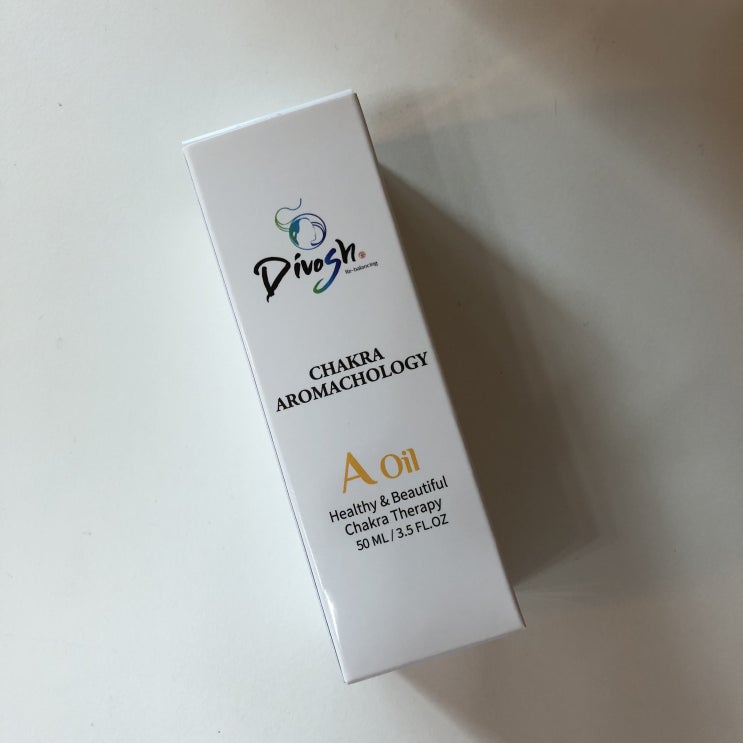 Divosh
Re-balancing
CHAKRA
AROMACHOLOGY
A Oil
Healthy & Beautiful
Chakra Therapy
50 ML / 3.5 FL.OZ